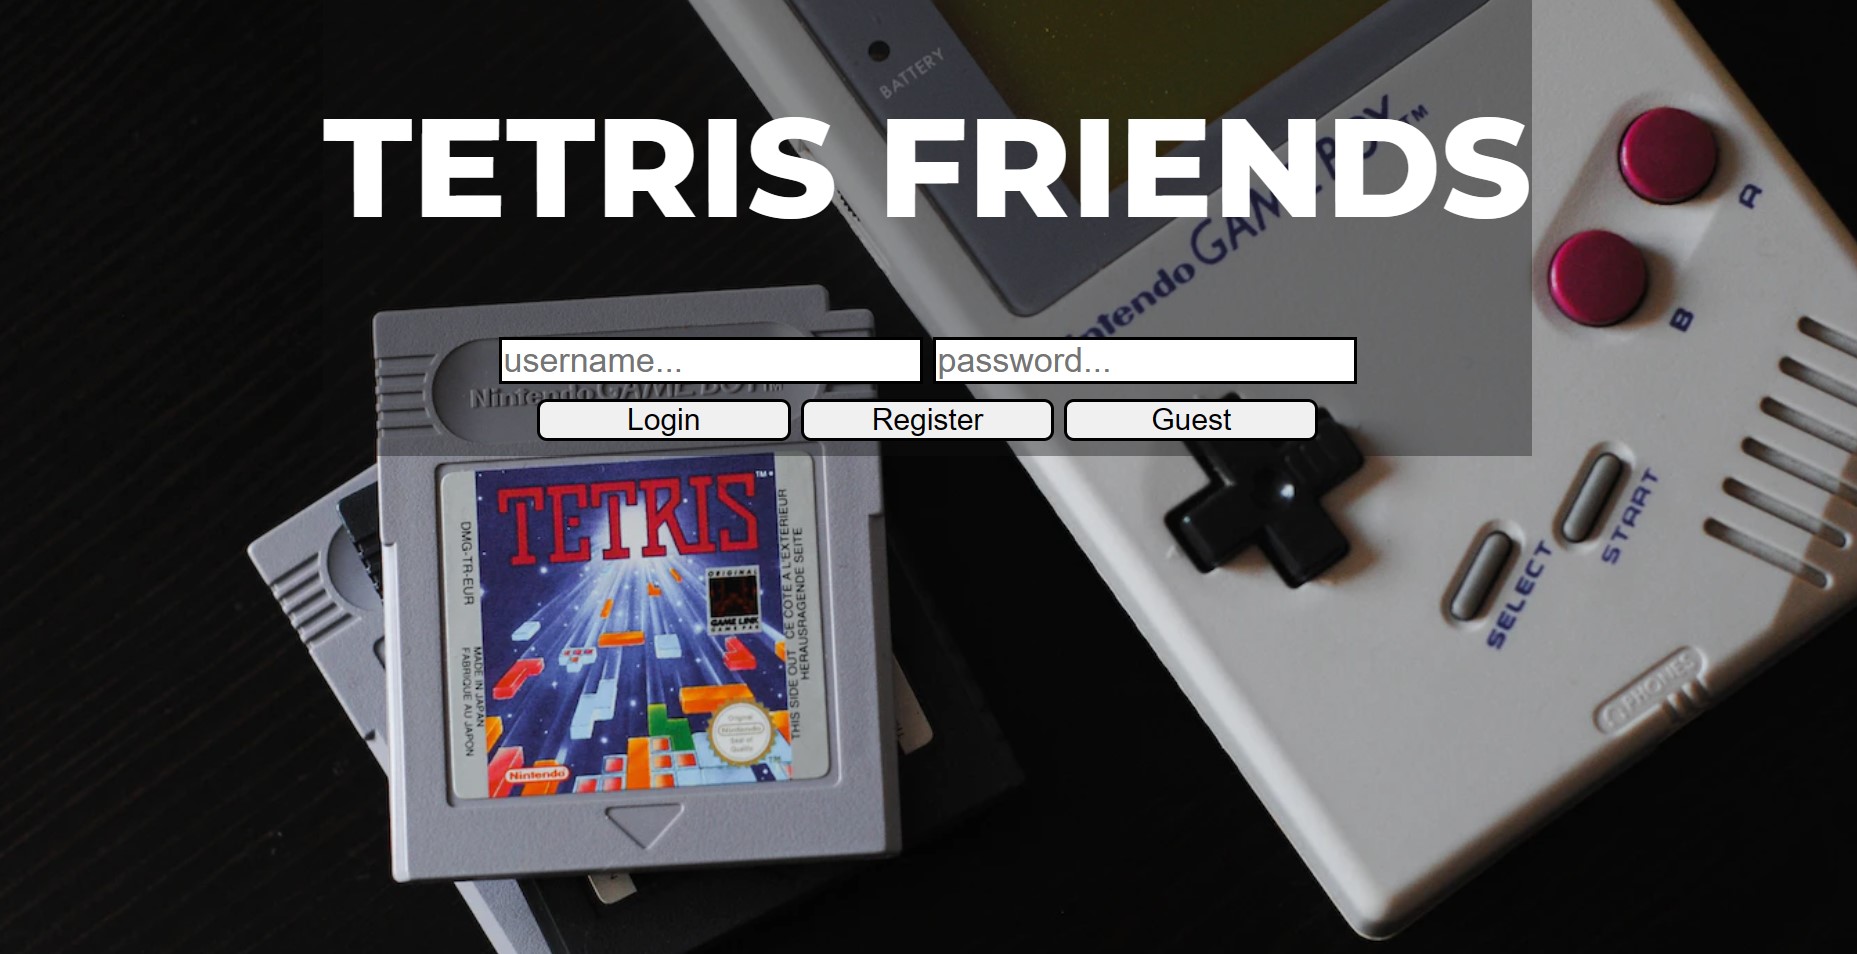 BATTERY
TETRIS FRIENDS
Nintendo GAME BOY™
A
B
username...
password...
Nintendo GAME BOY™
Login
Register
Guest
TETRIS™
DMG-TR-EUR
ORIGINAL
GAME LINK
GAME PAK
THIS SIDE OUT CE COTE A L'EXTERIEUR
HERAUSRAGENDE SEITE
MADE IN JAPAN
FABRIQUE AU JAPON
Original
Nintendo
Seal of
Quality
TM
Nintendo
SELECT
START
PHONES